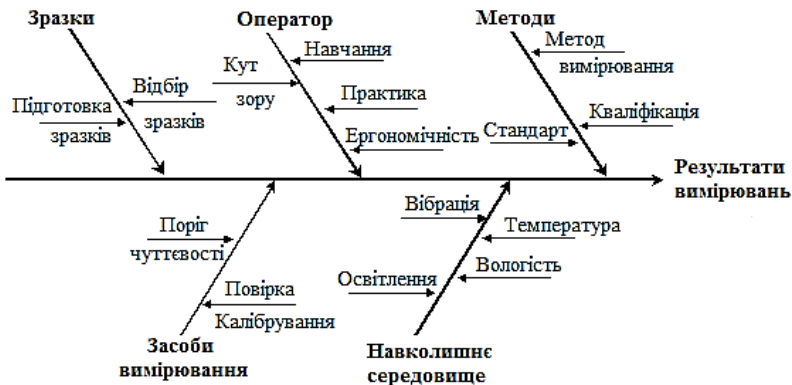 Зразки
Оператор
Методи
Навчання
Метод
вимірювання
Кут
зору
Відбір
зразків
Підготовка
зразків
Практика
Кваліфікація
Ергономічність
Стандарт
Результати
вимірювань
Вібрація
Поріг
чуттєвості
Температура
Вологість
Освітлення
Повірка
Калібрування
Засоби
вимірювання
Навколишнє
середовище